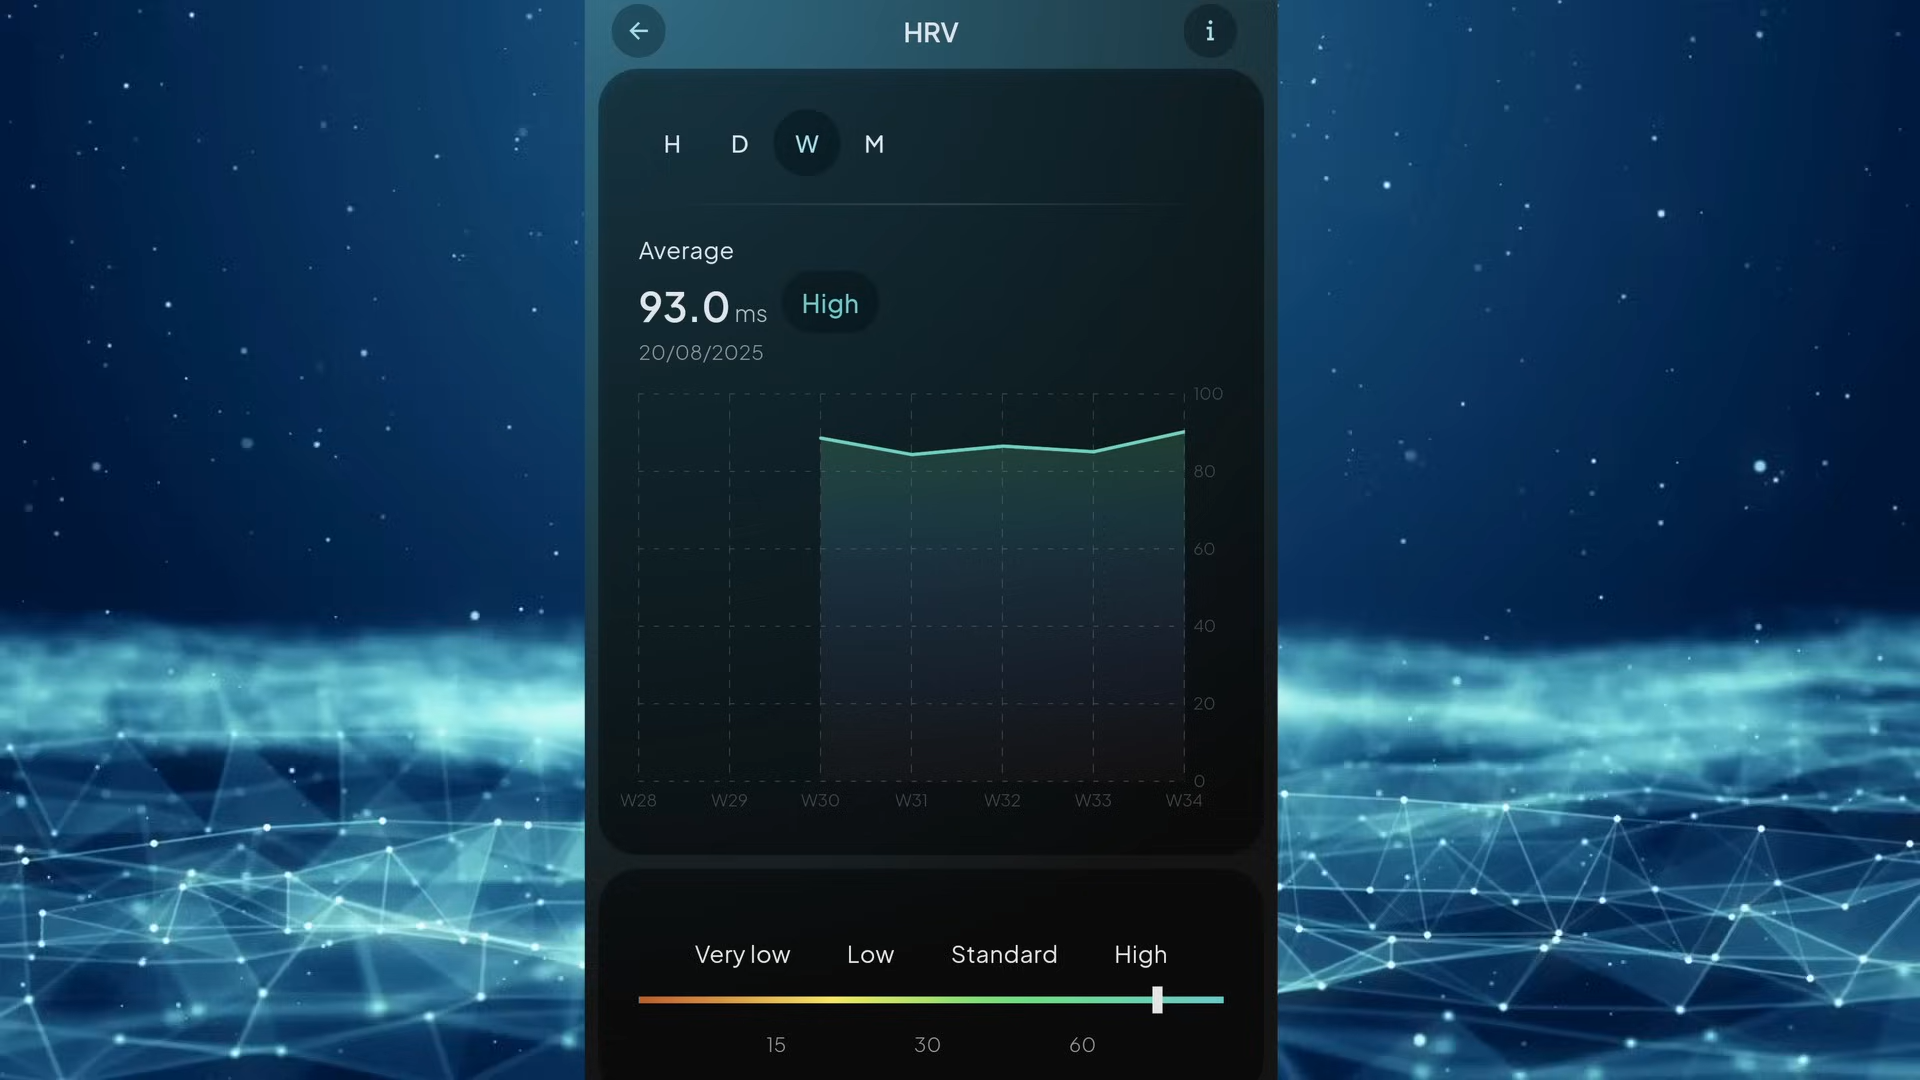 HRV
i
H D W M
Average
93.0 ms High
20/08/2025
100
80
60
40
20
0
W28 W29 W30 W31 W32 W33 W34
Very low Low Standard High
15 30 60